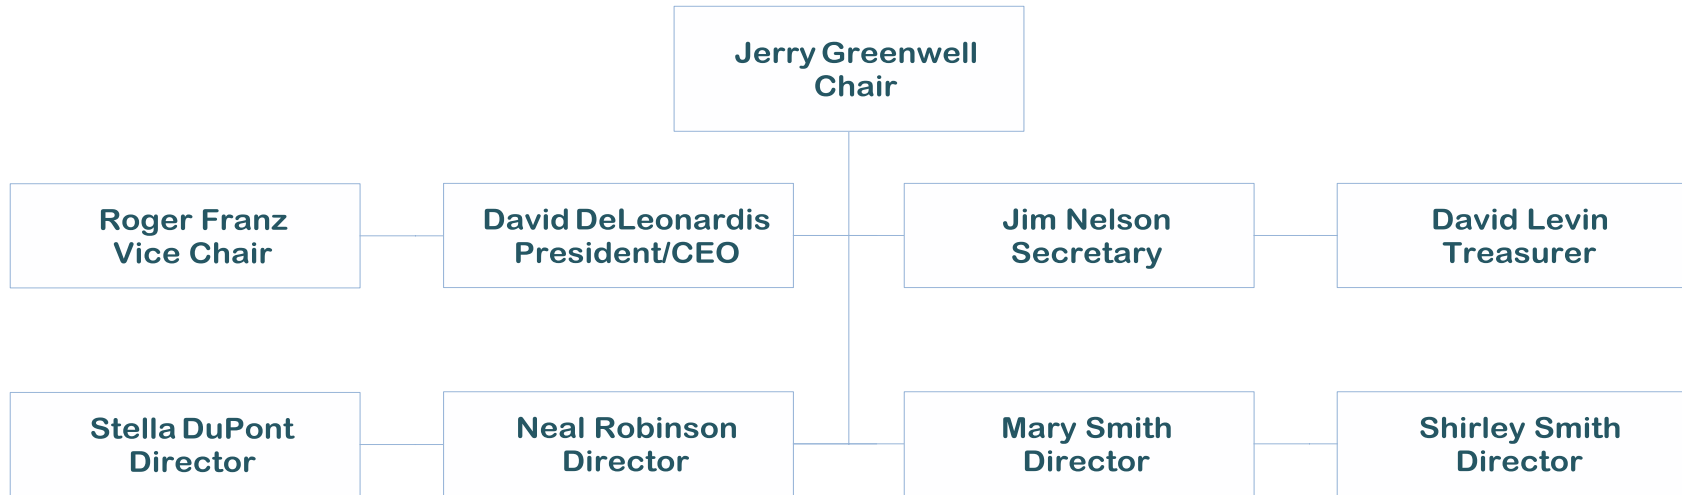 Jerry Greenwell
Chair
Roger Franz
Vice Chair
David DeLeonardis
President/CEO
Jim Nelson
Secretary
David Levin
Treasurer
Stella DuPont
Director
Neal Robinson
Director
Mary Smith
Director
Shirley Smith
Director